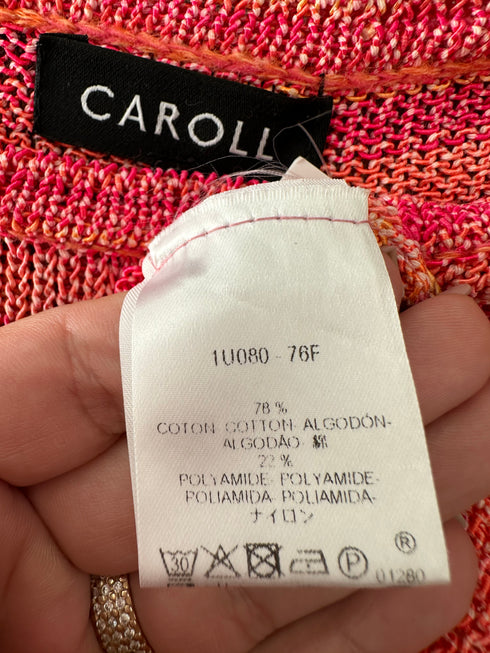 CAROLL
1U080 - 76F
78 %
COTON- COTTON- ALGODÓN-
ALGODÃO- 綿
22 %
POLYAMIDE- POLYAMIDE-
POLIAMIDA- POLIAMIDA-
ナイロン
30 P ®
01280